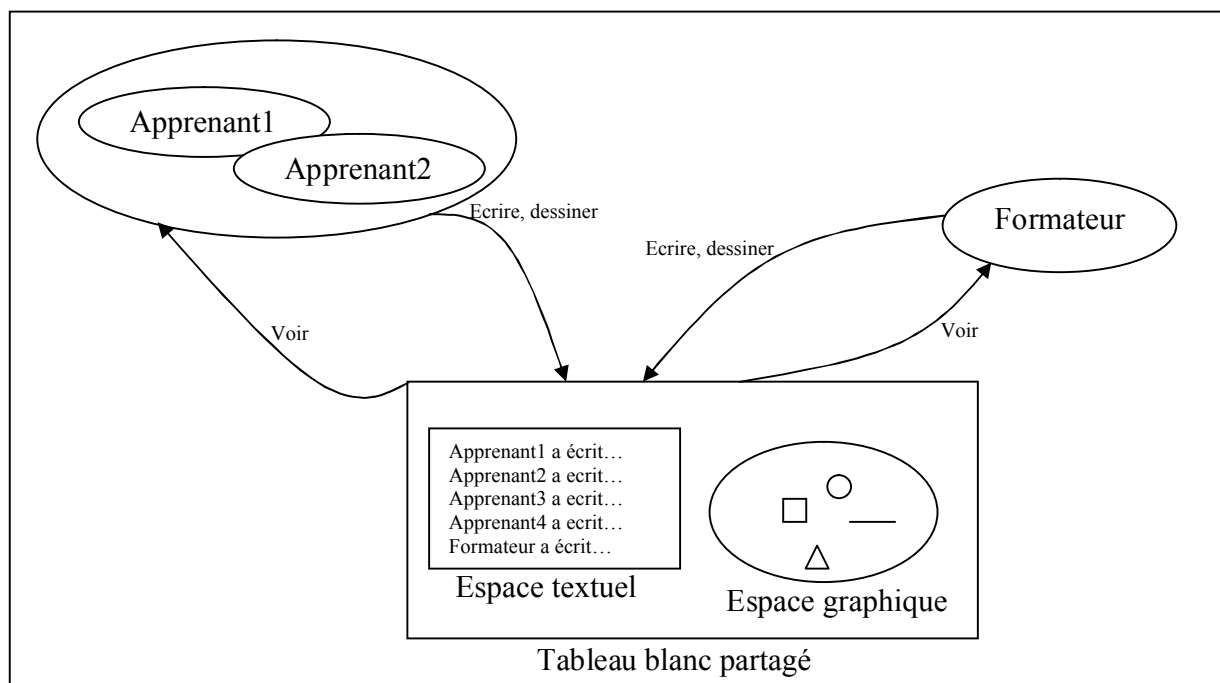 Apprenant1
Apprenant2
Ecrire, dessiner
Formateur
Ecrire, dessiner
Voir
Voir
Apprenant1 a écrit…
Apprenant2 a ecrit…
Apprenant3 a ecrit…
Apprenant4 a ecrit…
Formateur a écrit…
Espace textuel
Espace graphique
Tableau blanc partagé